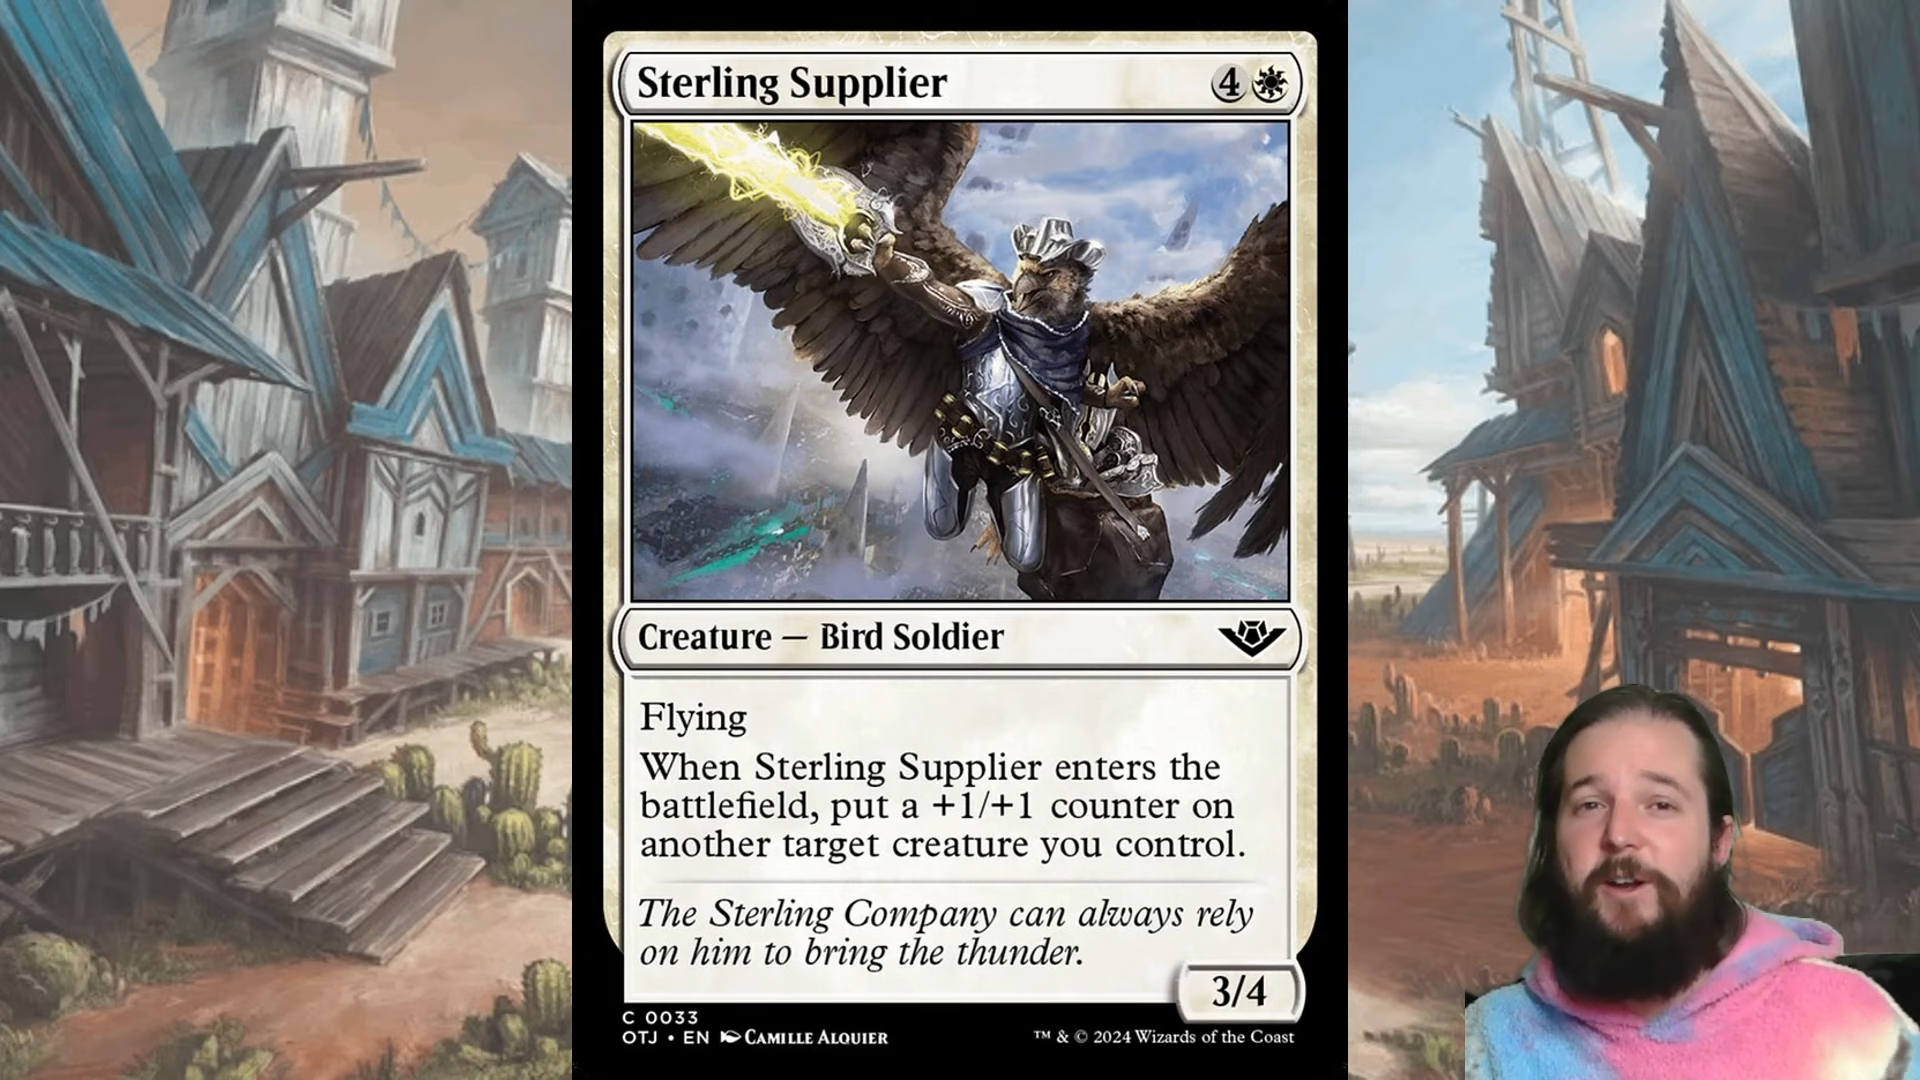 Sterling Supplier 4
Creature — Bird Soldier
Flying
When Sterling Supplier enters the
battlefield, put a +1/+1 counter on
another target creature you control.
The Sterling Company can always rely
on him to bring the thunder.
3/4
C 0033
OTJ • EN CAMILLE ALQUIER
™ & © 2024 Wizards of the Coast